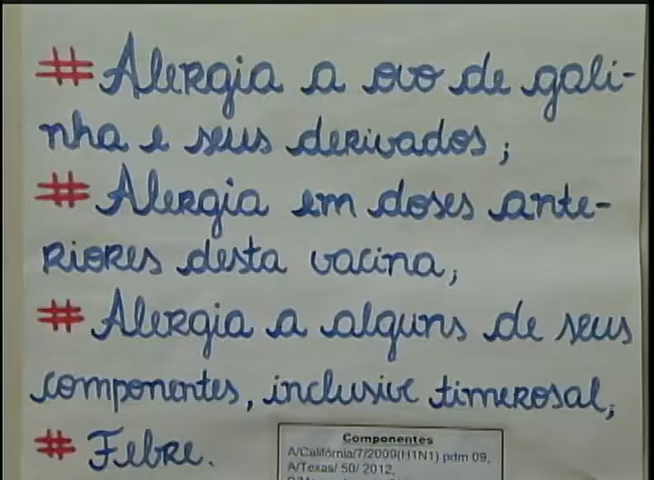 # Alergia a ovo de gali-
nha e seus derivados;
# Alergia em doses ante-
riores desta vacina;
# Alergia a alguns de seus
componentes, inclusive timerosal;
# Febre.
Componentes
A/Califórnia/7/2009(H1N1) pdm 09,
A/Texas/ 50/ 2012,